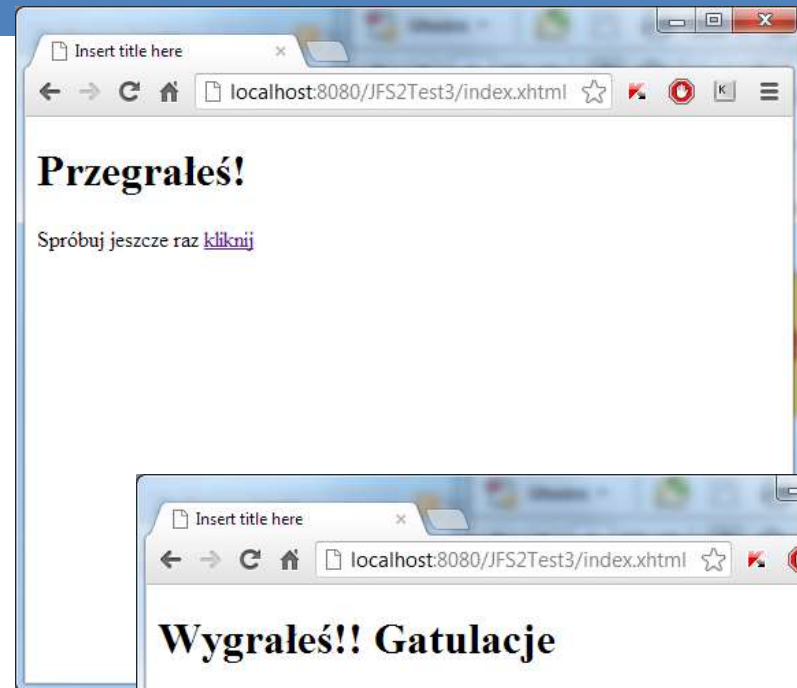 Insert title here
localhost:8080/JFS2Test3/index.xhtml
Przegrałeś!
Spróbuj jeszcze raz kliknij
Insert title here
localhost:8080/JFS2Test3/index.xhtml
Wygrałeś!! Gatulacje